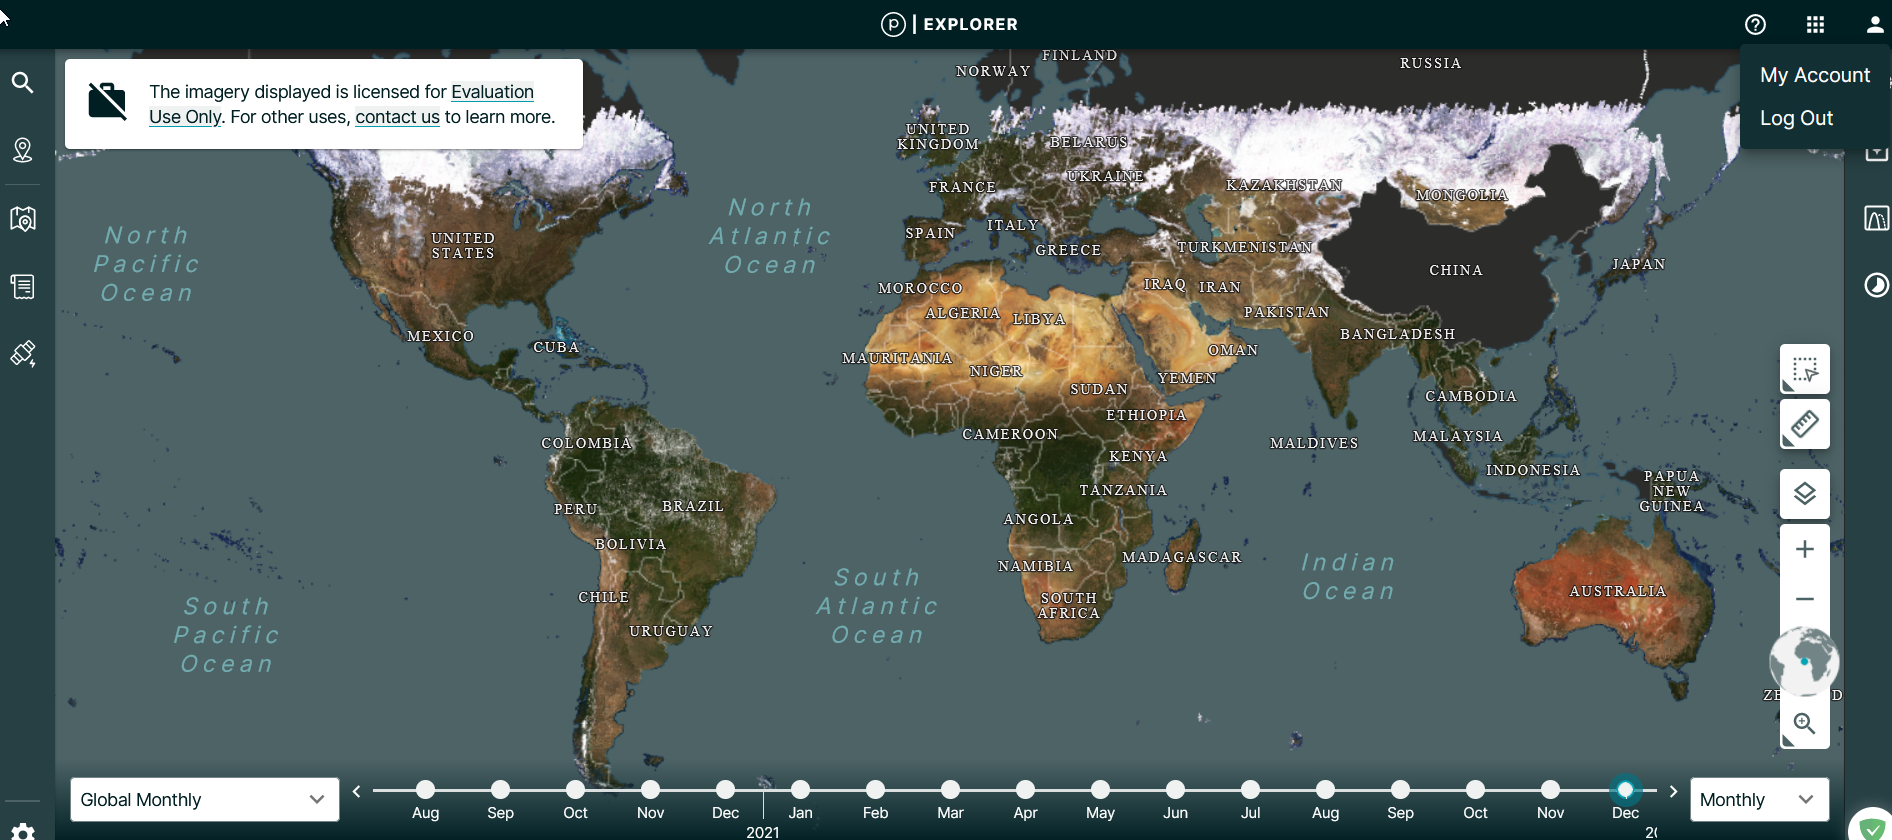 p | EXPLORER
My Account
Log Out
The imagery displayed is licensed for Evaluation
Use Only. For other uses, contact us to learn more.
FINLAND
NORWAY
RUSSIA
UNITED
KINGDOM
BELARUS
UKRAINE
FRANCE
KAZAKHSTAN
MONGOLIA
North
Pacific
Ocean
UNITED
STATES
North
Atlantic
Ocean
SPAIN
ITALY
GREECE
TURKMENISTAN
CHINA
JAPAN
MOROCCO
ALGERIA
LIBYA
IRAQ
IRAN
PAKISTAN
BANGLADESH
MEXICO
CUBA
MAURITANIA
NIGER
SUDAN
OMAN
YEMEN
CAMBODIA
ETHIOPIA
COLOMBIA
CAMEROON
KENYA
MALDIVES
MALAYSIA
INDONESIA
PAPUA
NEW
GUINEA
PERU
BRAZIL
TANZANIA
ANGOLA
BOLIVIA
MADAGASCAR
NAMIBIA
Indian
Ocean
South
Pacific
Ocean
CHILE
URUGUAY
South
Atlantic
Ocean
SOUTH
AFRICA
AUSTRALIA
Global Monthly
Aug Sep Oct Nov Dec Jan Feb Mar Apr May Jun Jul Aug Sep Oct Nov Dec
2021
Monthly